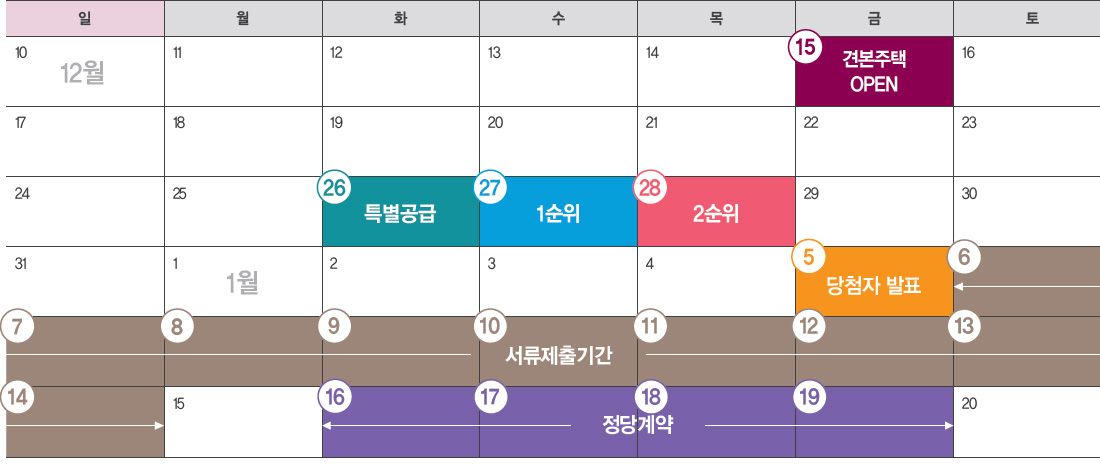 일 월 화 수 목 금 토
10 11 12 13 14 15 16
12월 견본주택
OPEN
17 18 19 20 21 22 23
24 25 26 27 28 29 30
특별공급 1순위 2순위
31 1 2 3 4 5 6
1월 당첨자 발표
7 8 9 10 11 12 13
서류제출기간
14 15 16 17 18 19 20
정당계약